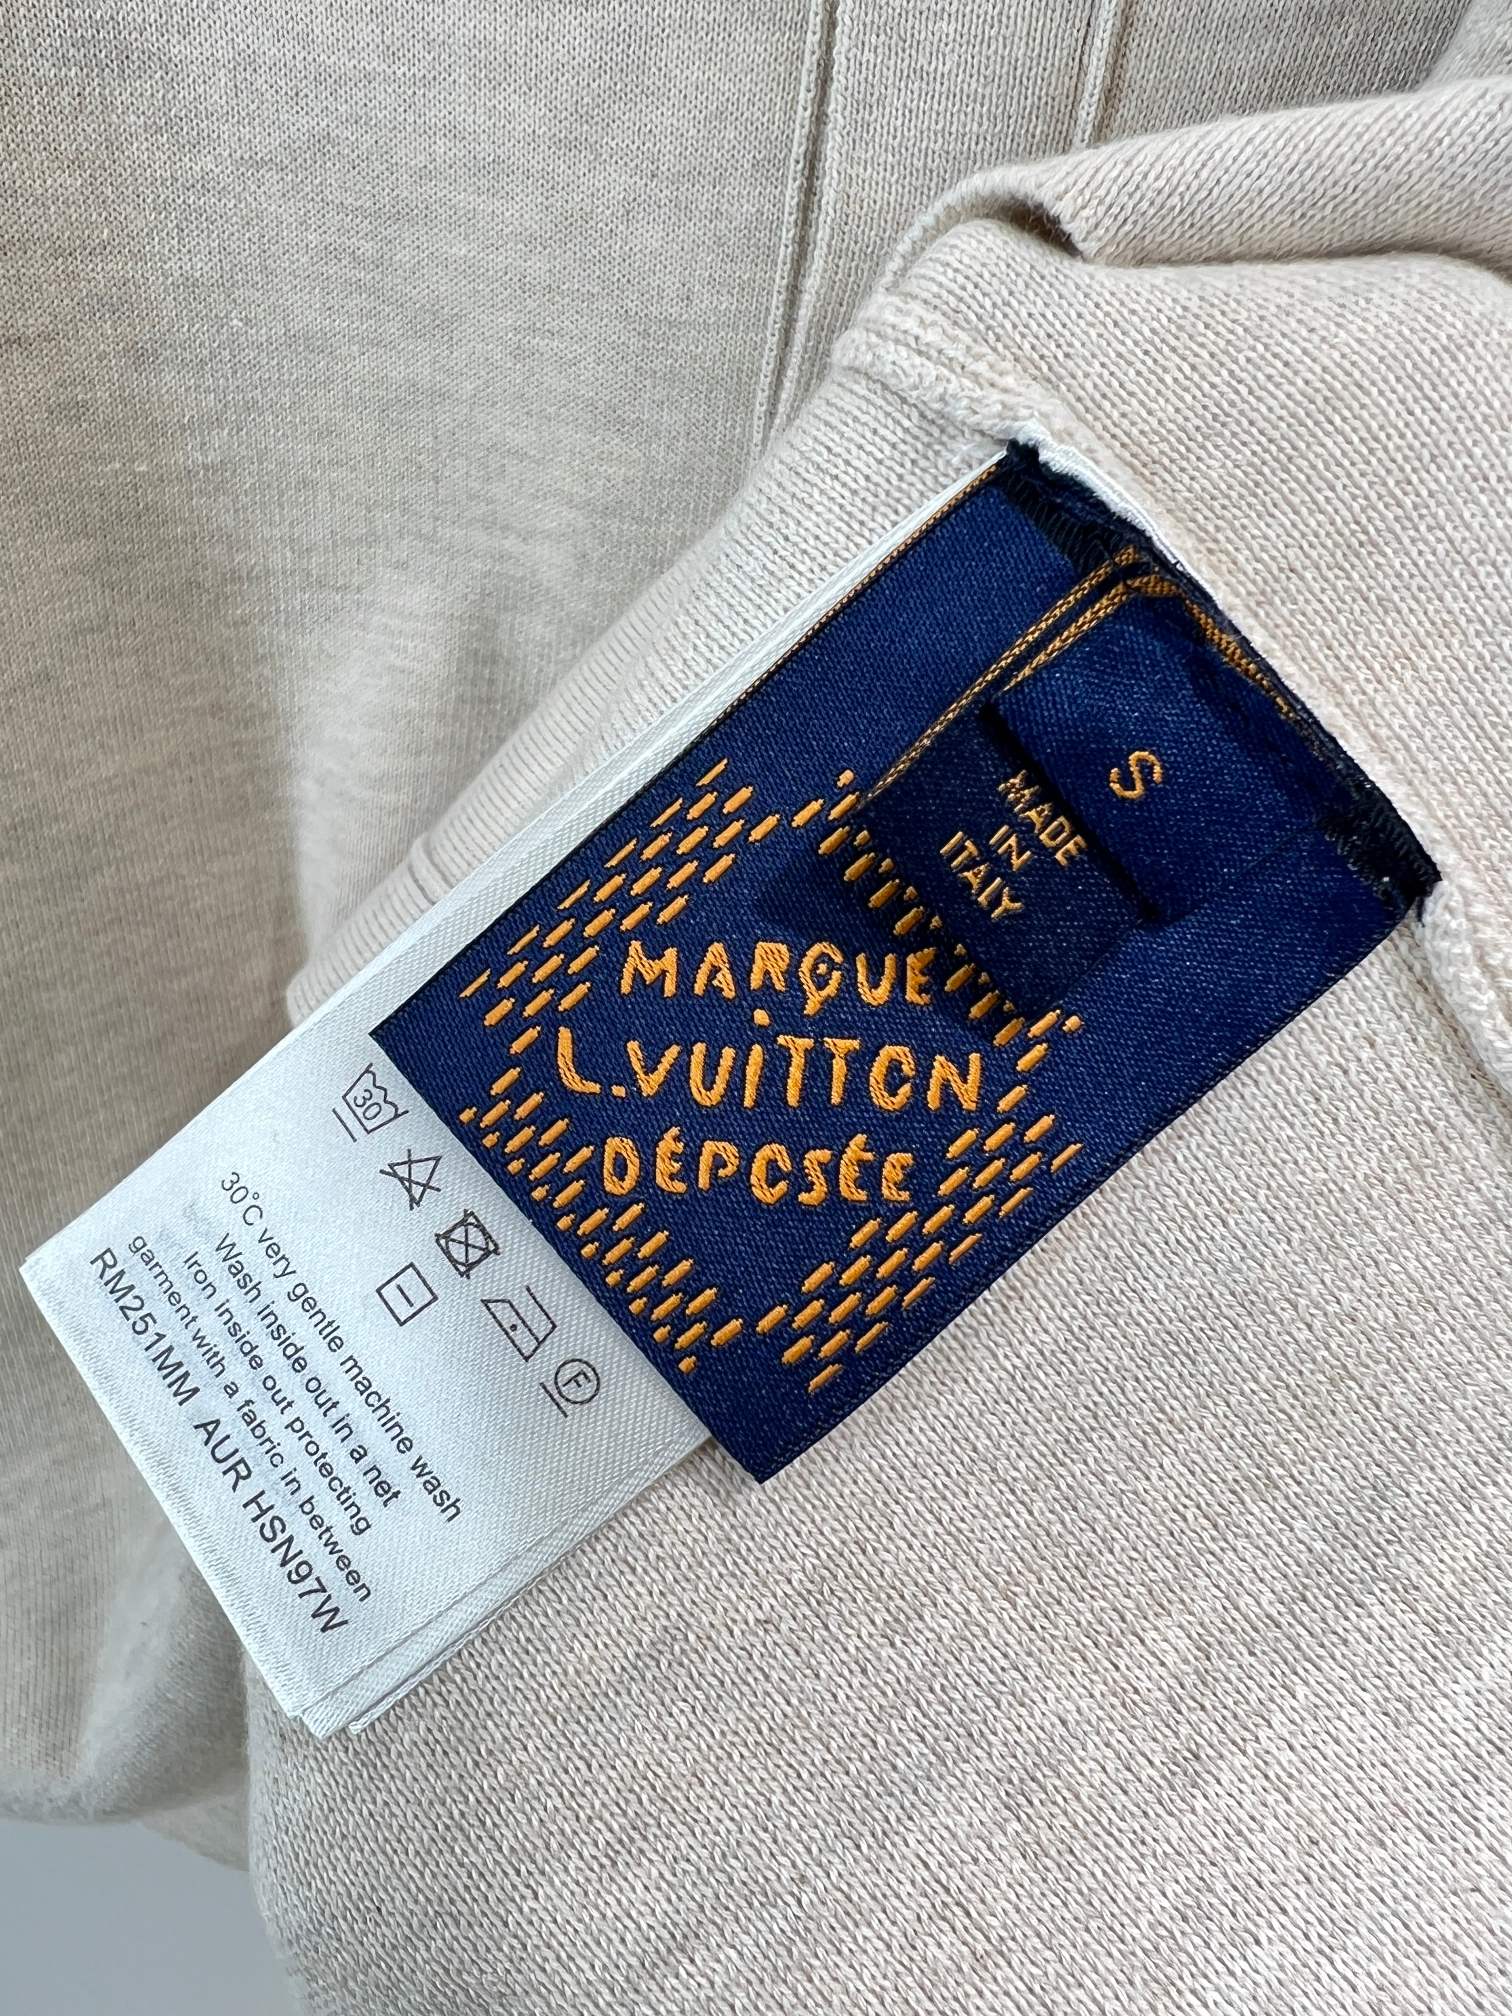 S
MADE
IN
ITALY
MARQUE
L.VUITTON
DÉPOSÉE
30
F
30°C very gentle machine wash
Wash inside out in a net
Iron inside out protecting
garment with a fabric in between
RM251MM AUR HSN97W